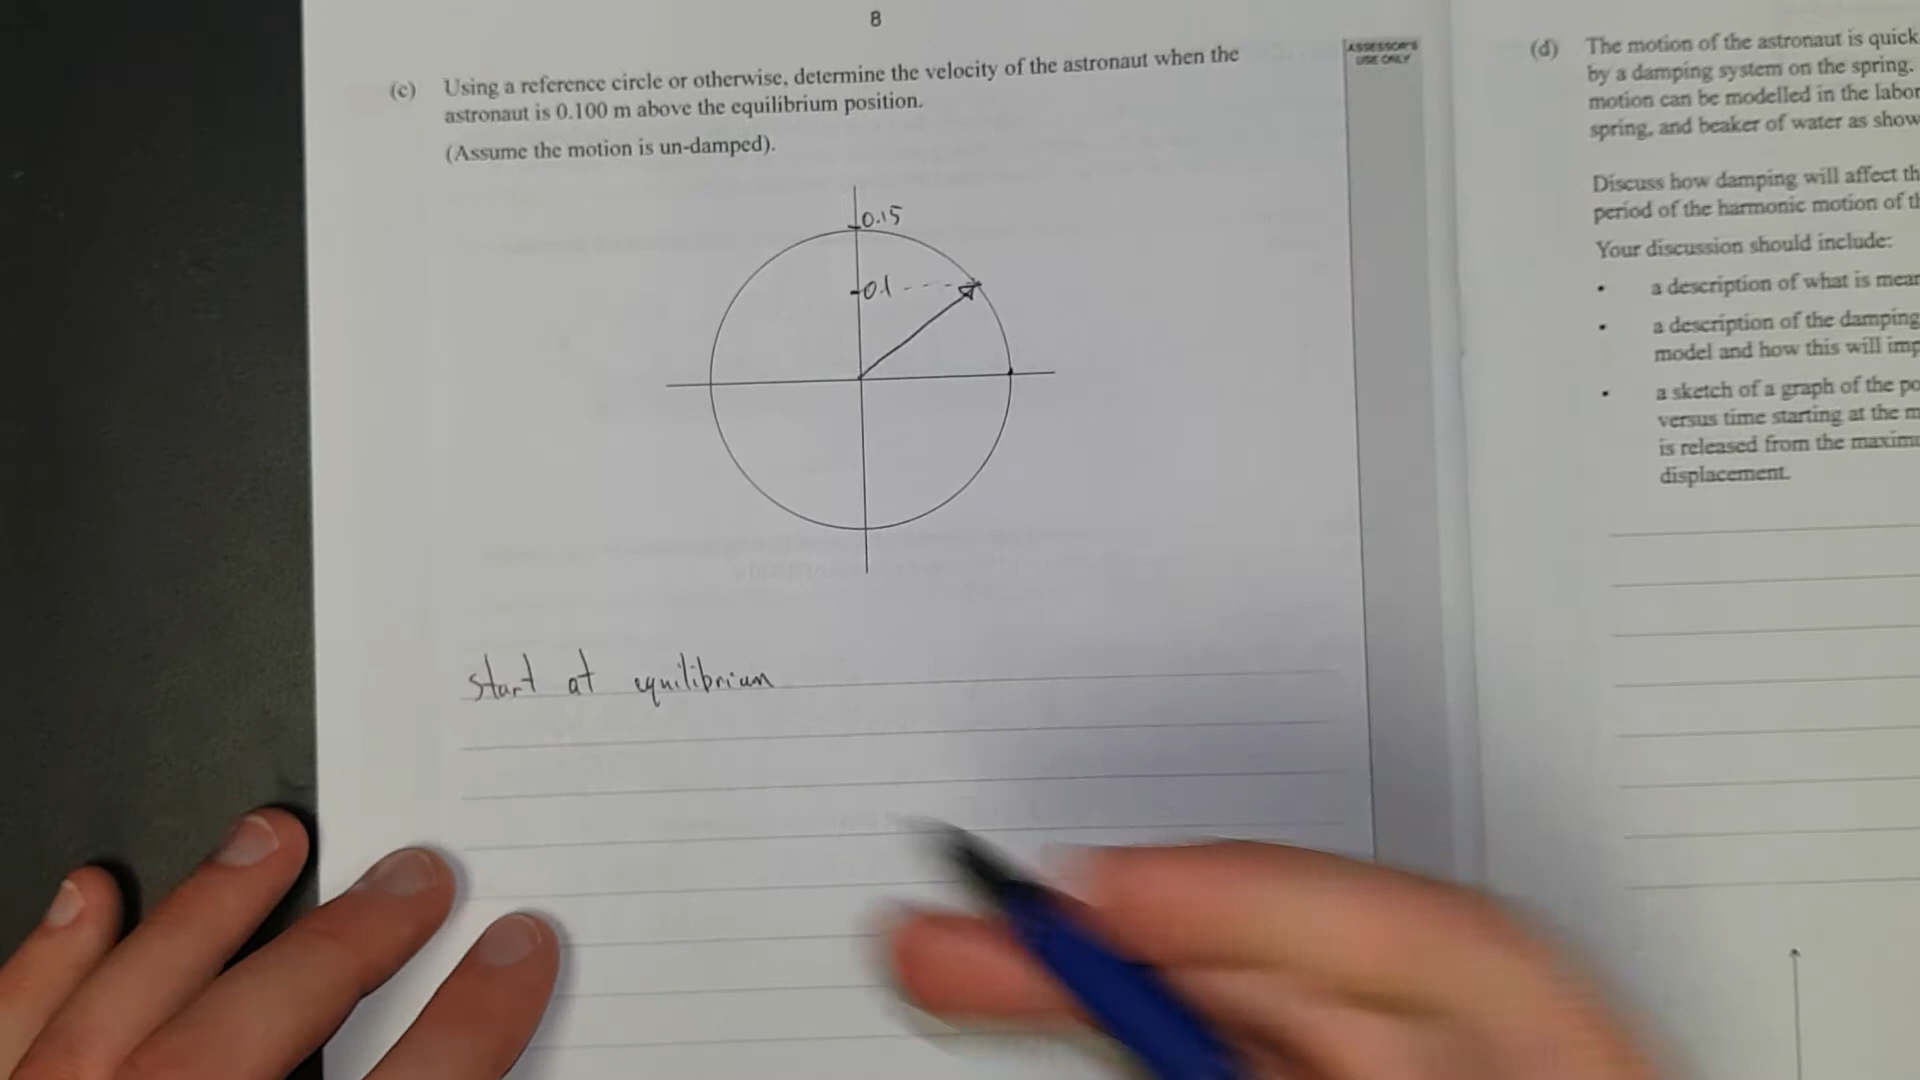 8
(c) Using a reference circle or otherwise, determine the velocity of the astronaut when the
astronaut is 0.100 m above the equilibrium position.
(Assume the motion is un-damped).
ASSESSOR'S
USE ONLY
0.15
0.1
start at equilibrium
(d) The motion of the astronaut is quick
by a damping system on the spring.
motion can be modelled in the labor
spring, and beaker of water as show
Discuss how damping will affect th
period of the harmonic motion of th
Your discussion should include:
• a description of what is mean
• a description of the damping
model and how this will imp
• a sketch of a graph of the po
versus time starting at the m
is released from the maximu
displacement.